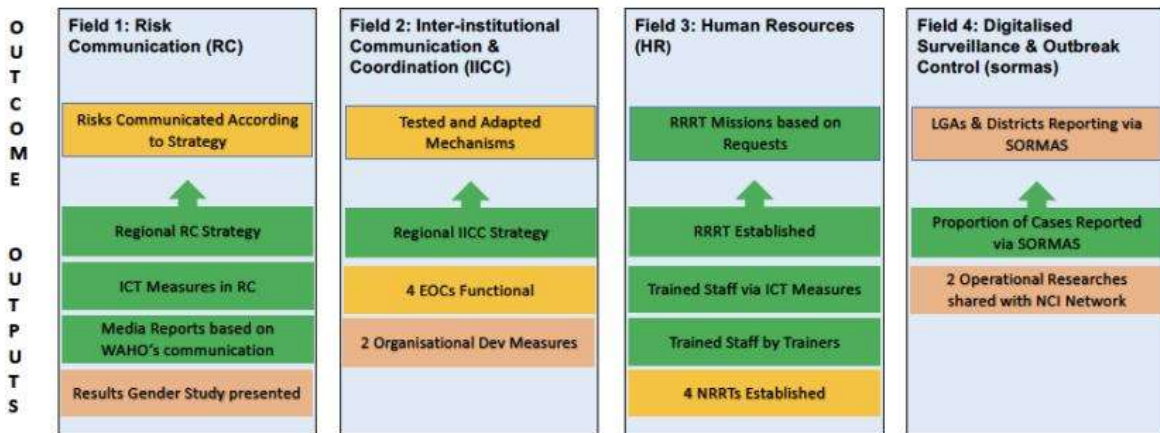 OUTCOME
OUTPUTS
Field 1: Risk
Communication (RC)
Risks Communicated According
to Strategy
Regional RC Strategy
ICT Measures in RC
Media Reports based on
WAHO's communication
Results Gender Study presented
Field 2: Inter-institutional
Communication &
Coordination (IICC)
Tested and Adapted
Mechanisms
Regional IICC Strategy
4 EOCs Functional
2 Organisational Dev Measures
Field 3: Human Resources
(HR)
RRRT Missions based on
Requests
RRRT Established
Trained Staff via ICT Measures
Trained Staff by Trainers
4 NRRTs Established
Field 4: Digitalised
Surveillance & Outbreak
Control (sormas)
LGAs & Districts Reporting via
SORMAS
Proportion of Cases Reported
via SORMAS
2 Operational Researches
shared with NCI Network